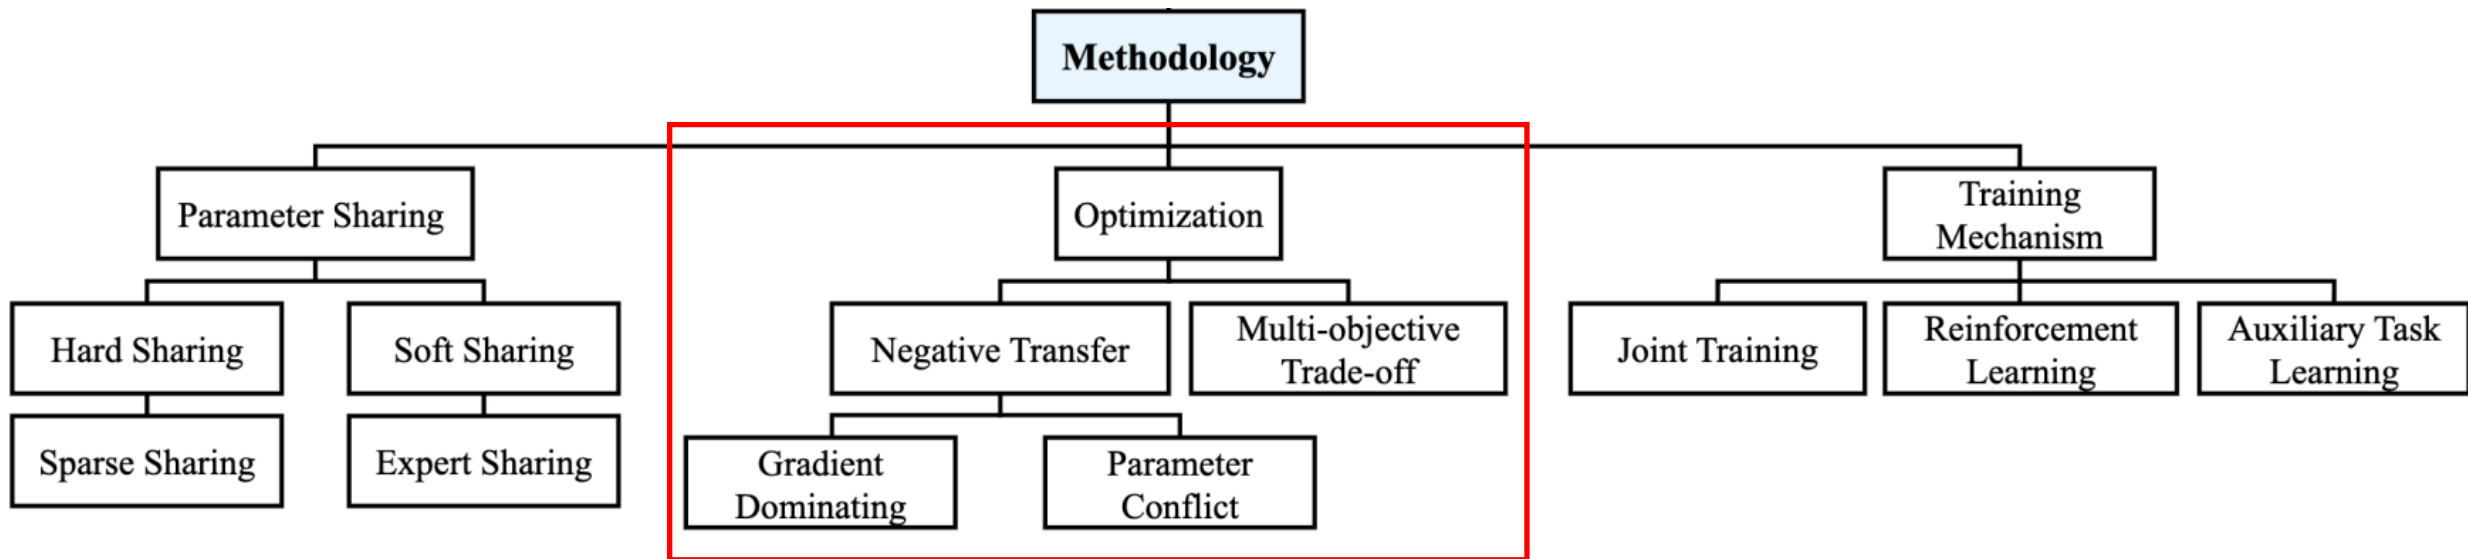 Methodology
Parameter Sharing
Optimization
Training
Mechanism
Hard Sharing
Soft Sharing
Negative Transfer
Multi-objective
Trade-off
Joint Training
Reinforcement
Learning
Auxiliary Task
Learning
Sparse Sharing
Expert Sharing
Gradient
Dominating
Parameter
Conflict